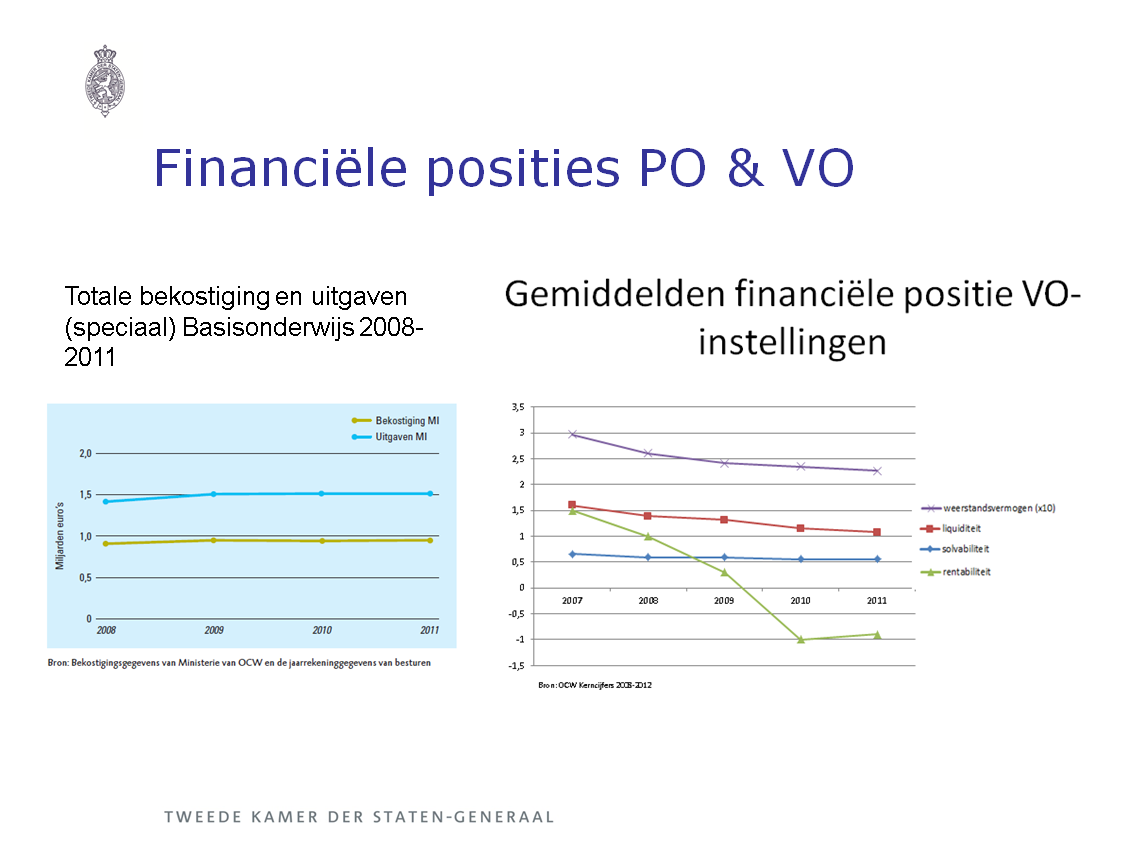 Financiële posities PO & VO
Totale bekostiging en uitgaven
(speciaal) Basisonderwijs 2008-
2011
Bekostiging MI
Uitgaven MI
Miljarden euro's
2,0
1,5
1,0
0,5
0
2008 2009 2010 2011
Bron: Bekostigingsgegevens van Ministerie van OCW en de jaarrekeninggegevens van besturen
Gemiddelden financiële positie VO-
instellingen
3,5
3
2,5
2
1,5
1
0,5
0
-0,5
-1
-1,5
2007 2008 2009 2010 2011
weerstandsvermogen (x10)
liquiditeit
solvabiliteit
rentabiliteit
Bron: OCW Kerncijfers 2008-2012
TWEEDE KAMER DER STATEN-GENERAAL